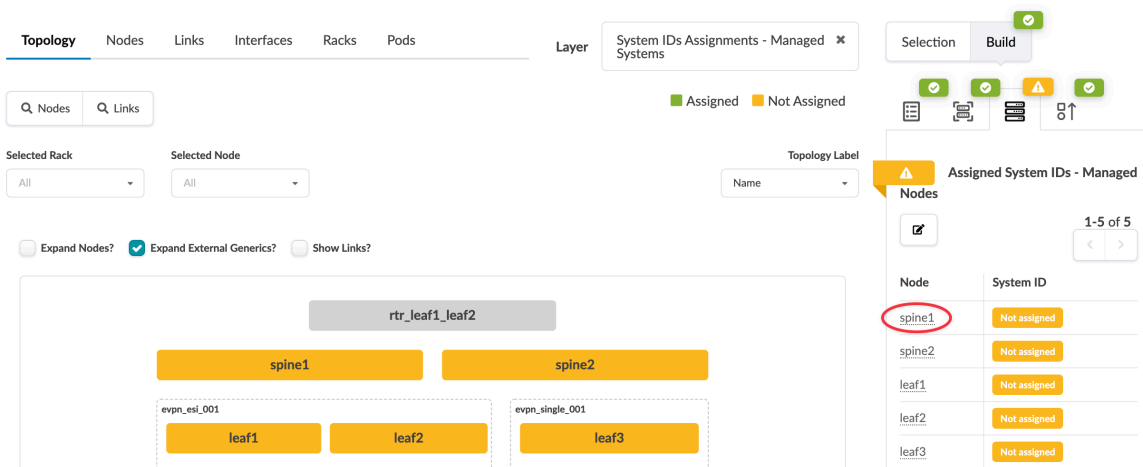 Topology Nodes Links Interfaces Racks Pods
Layer
System IDs Assignments - Managed
Systems
Selection Build
Nodes Links
Assigned Not Assigned
Selected Rack Selected Node Topology Label
All All Name
Assigned System IDs - Managed
Nodes
1-5 of 5
Expand Nodes? Expand External Generics? Show Links?
Node System ID
rtr_leaf1_leaf2
spine1 Not assigned
spine1 spine2
spine2 Not assigned
leaf1 Not assigned
evpn_esi_001 evpn_single_001
leaf1 leaf2 leaf3
leaf2 Not assigned
leaf3 Not assigned